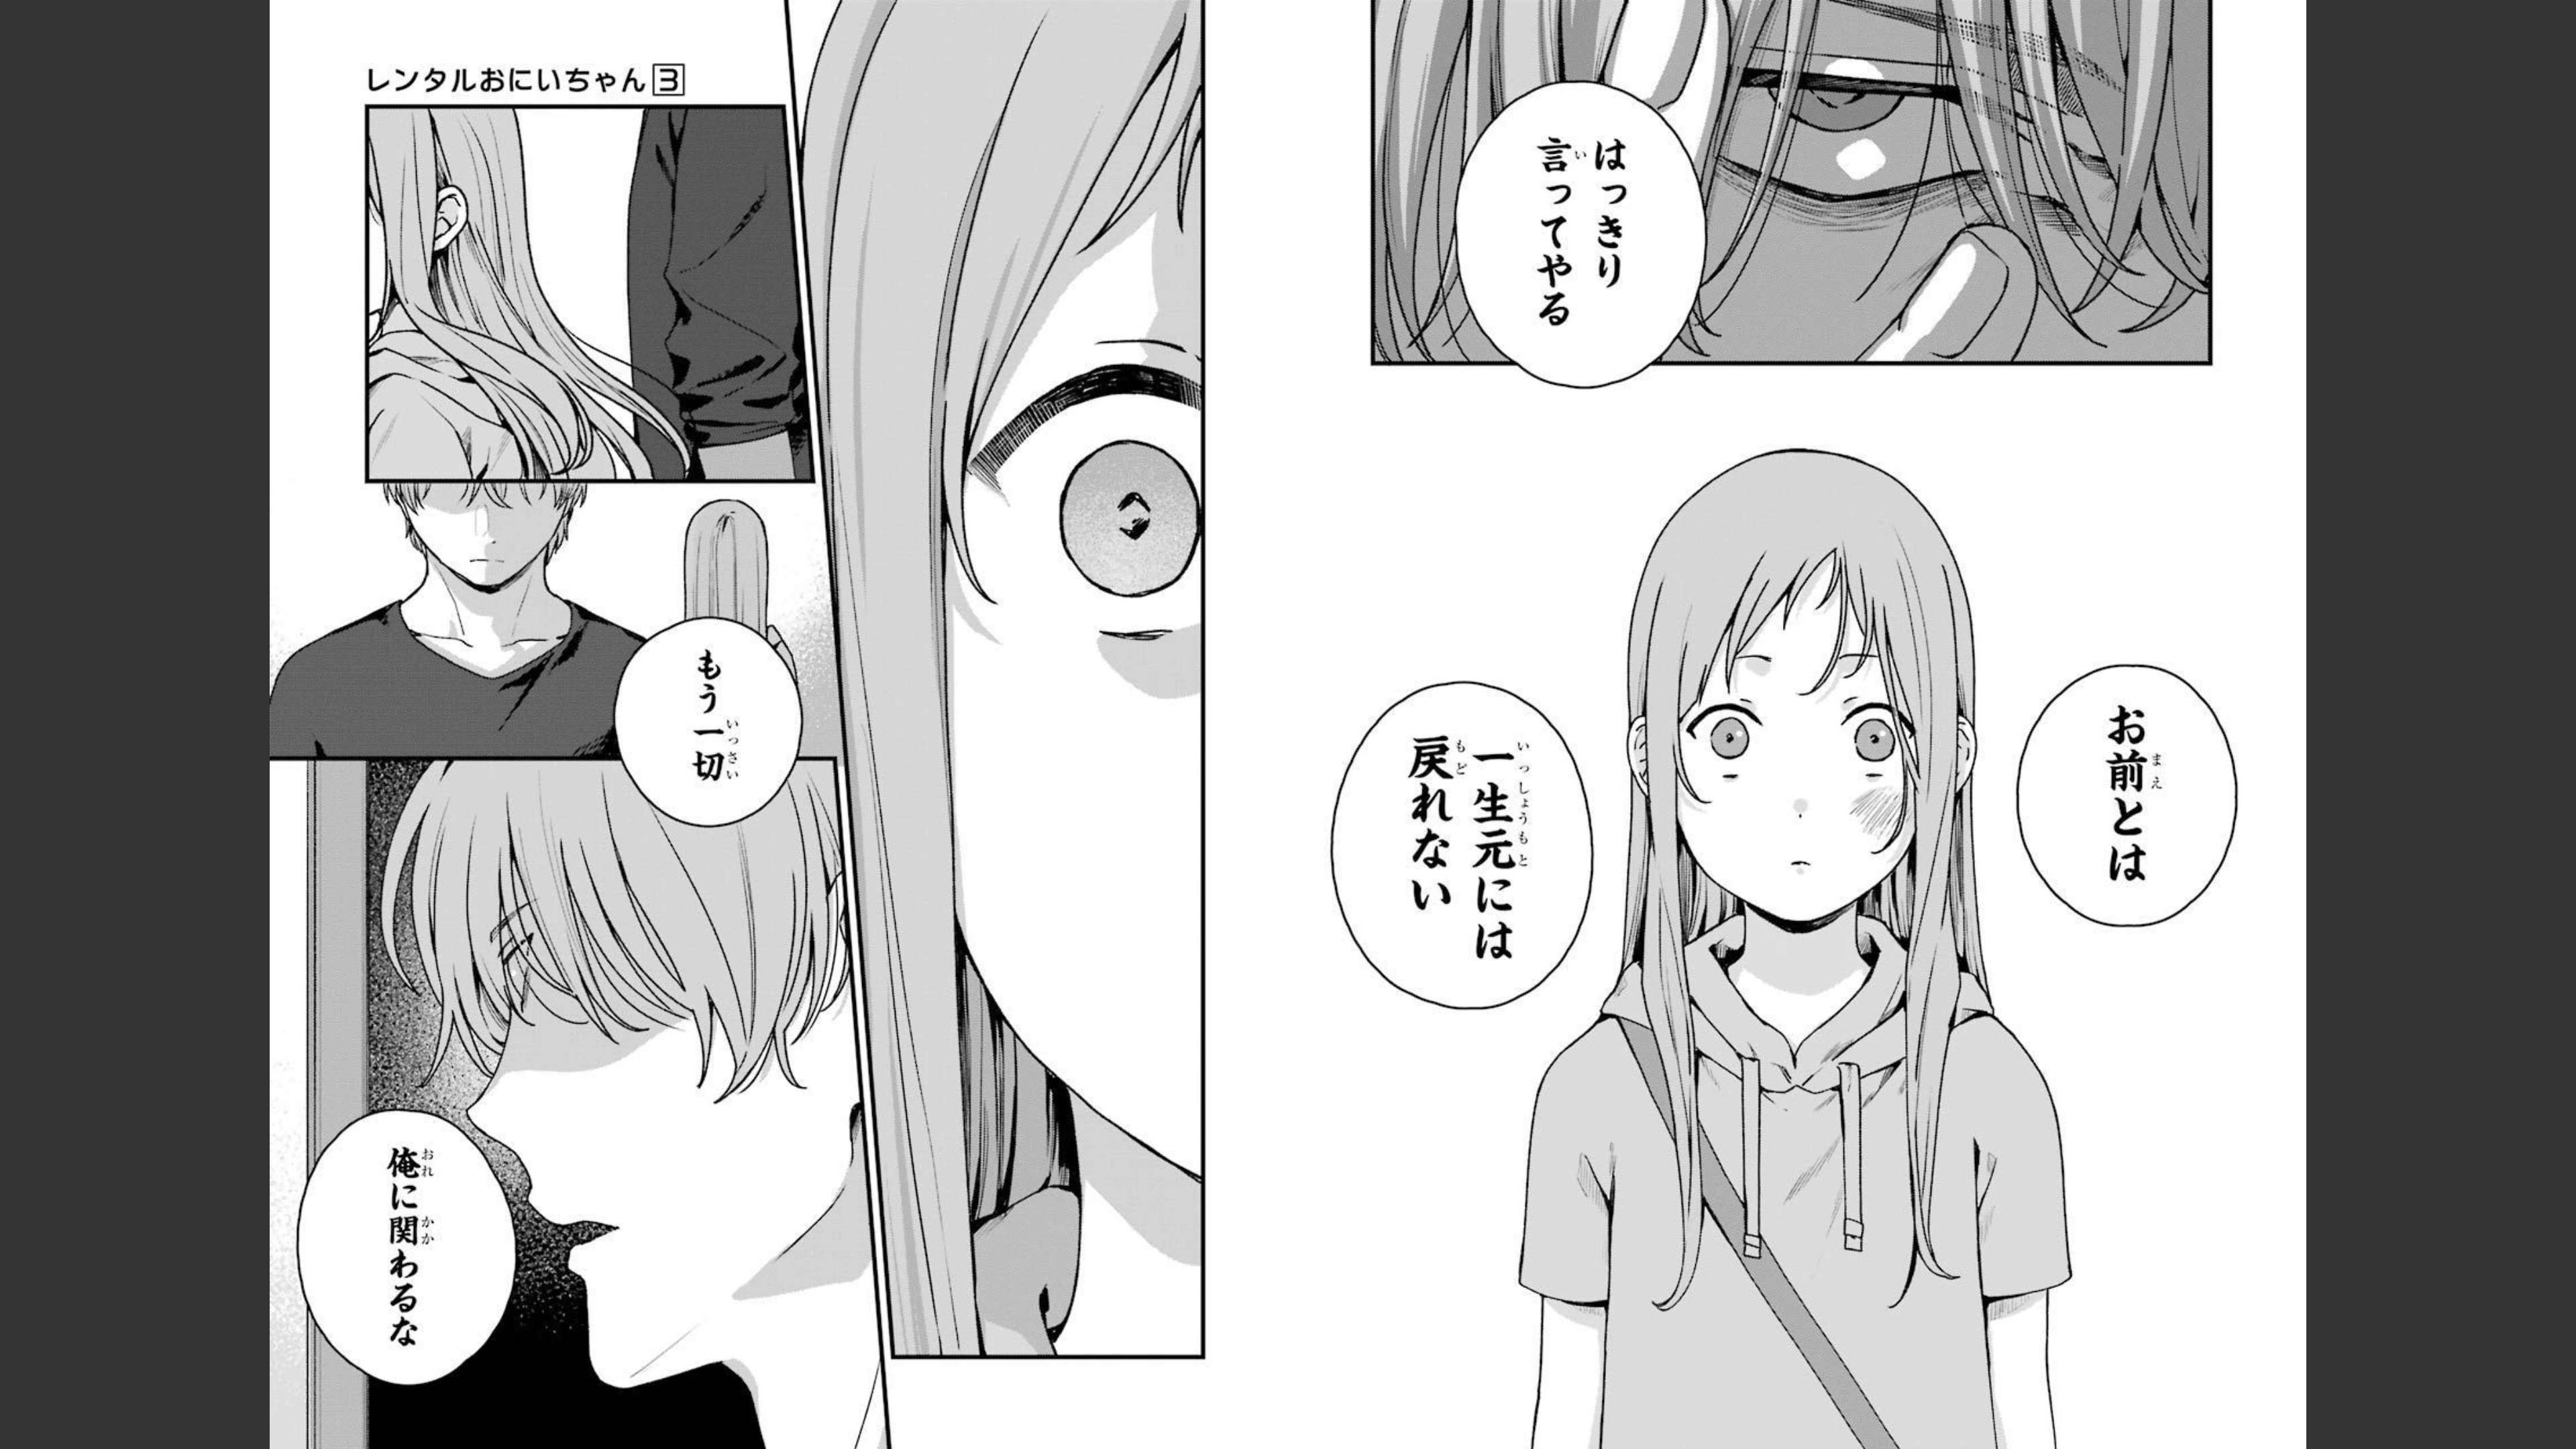 はっきり
言ってやる
お前とは
一生元には
戻れない
レンタルおにいちゃん3
もう一切
俺に関わるな